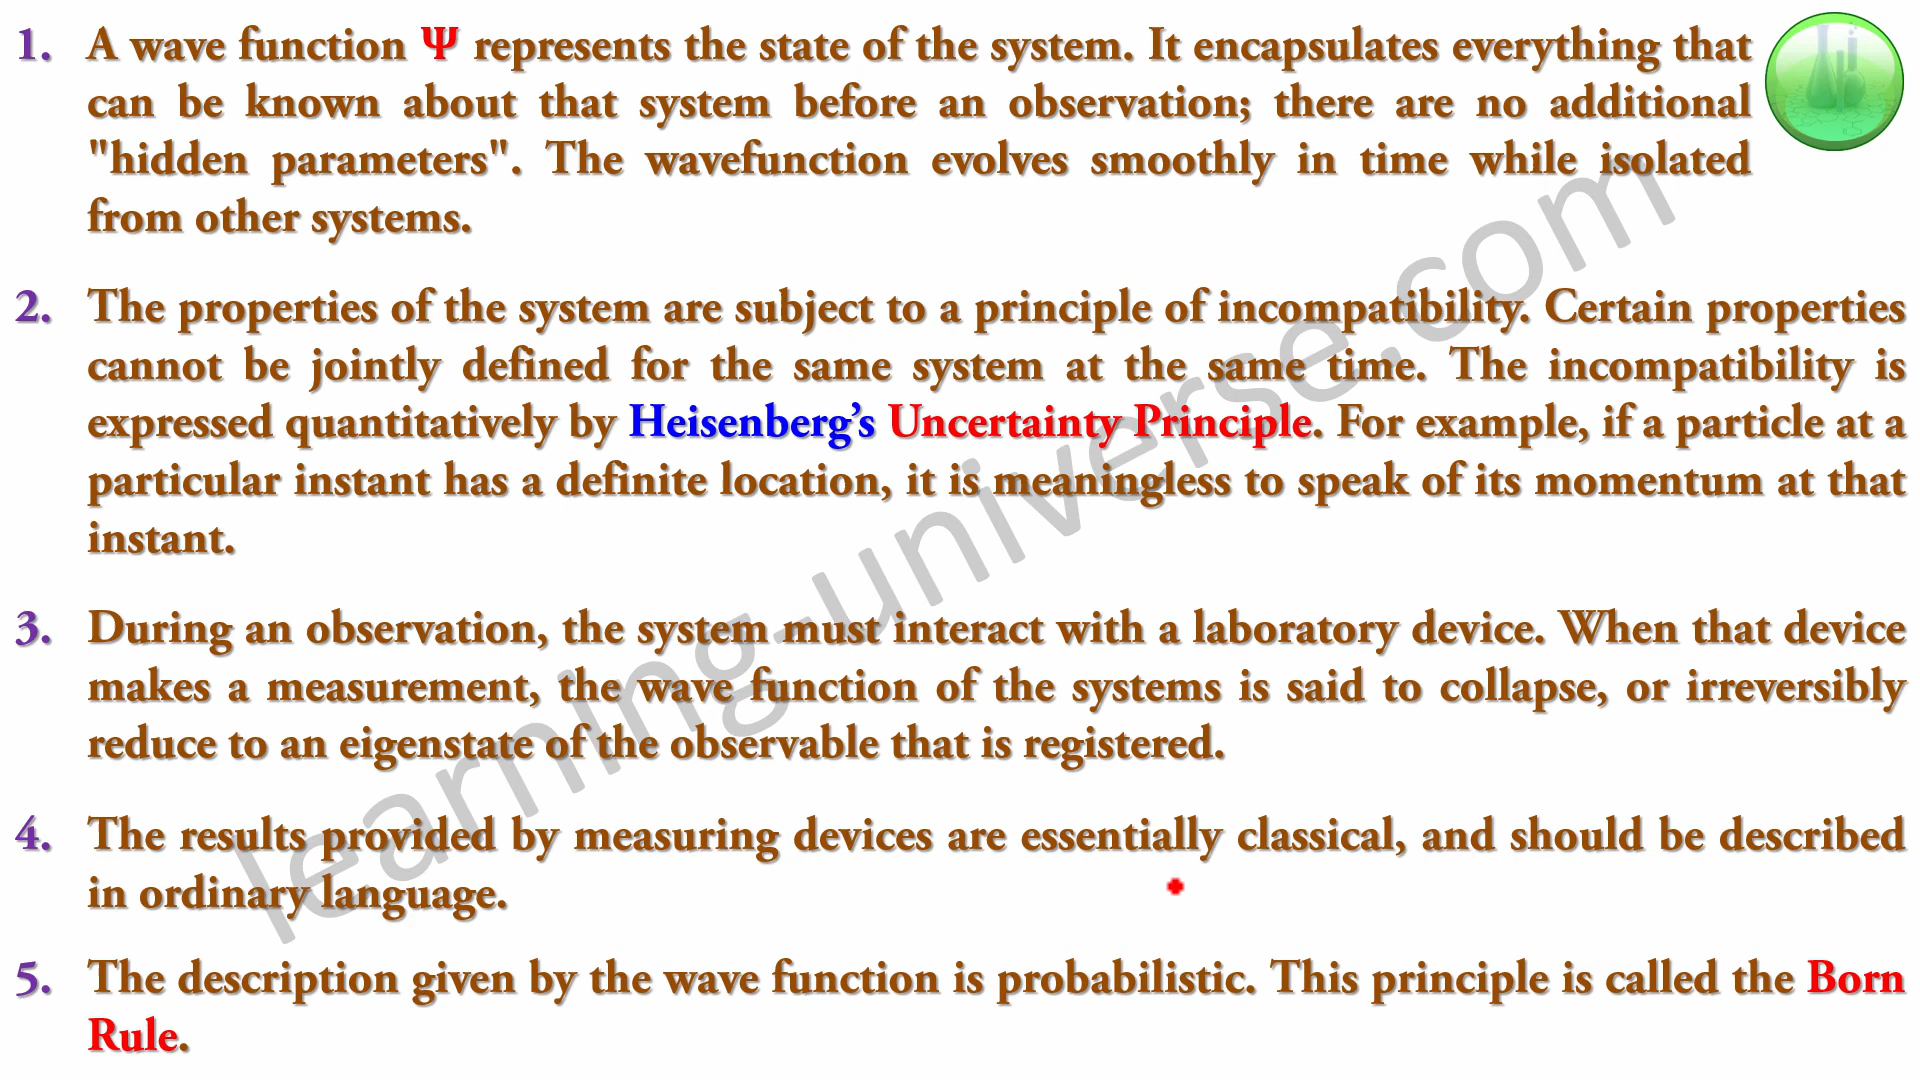 1. A wave function Ψ represents the state of the system. It encapsulates everything that
can be known about that system before an observation; there are no additional
"hidden parameters". The wavefunction evolves smoothly in time while isolated
from other systems.
2. The properties of the system are subject to a principle of incompatibility. Certain properties
cannot be jointly defined for the same system at the same time. The incompatibility is
expressed quantitatively by Heisenberg’s Uncertainty Principle. For example, if a particle at a
particular instant has a definite location, it is meaningless to speak of its momentum at that
instant.
3. During an observation, the system must interact with a laboratory device. When that device
makes a measurement, the wave function of the systems is said to collapse, or irreversibly
reduce to an eigenstate of the observable that is registered.
4. The results provided by measuring devices are essentially classical, and should be described
in ordinary language.
5. The description given by the wave function is probabilistic. This principle is called the Born
Rule.
learning-universe.com